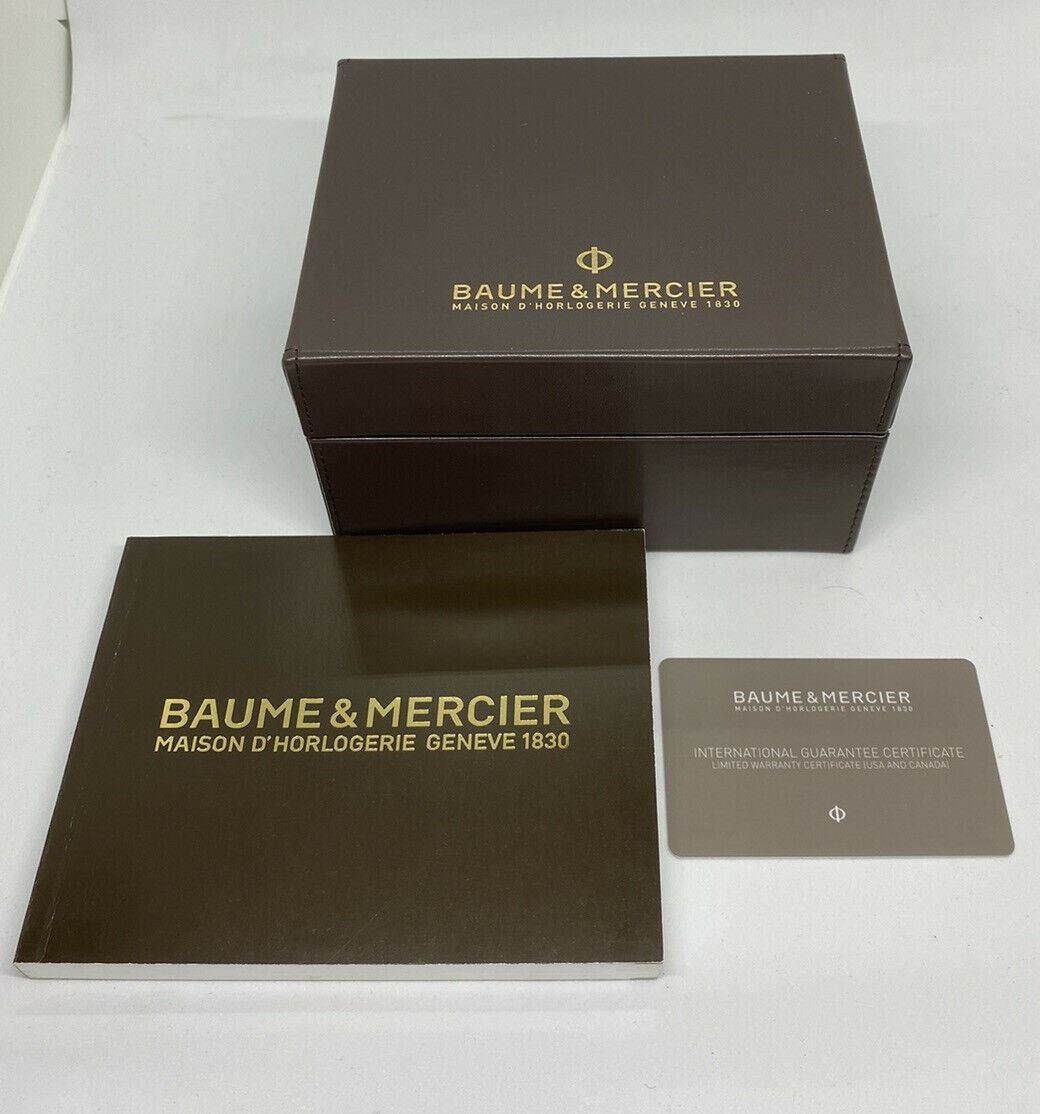 BAUME & MERCIER
MAISON D'HORLOGERIE GENEVE 1830
BAUME & MERCIER
MAISON D'HORLOGERIE GENEVE 1830
BAUME & MERCIER
MAISON D'HORLOGERIE GENEVE 1830
INTERNATIONAL GUARANTEE CERTIFICATE
LIMITED WARRANTY CERTIFICATE (USA AND CANADA)